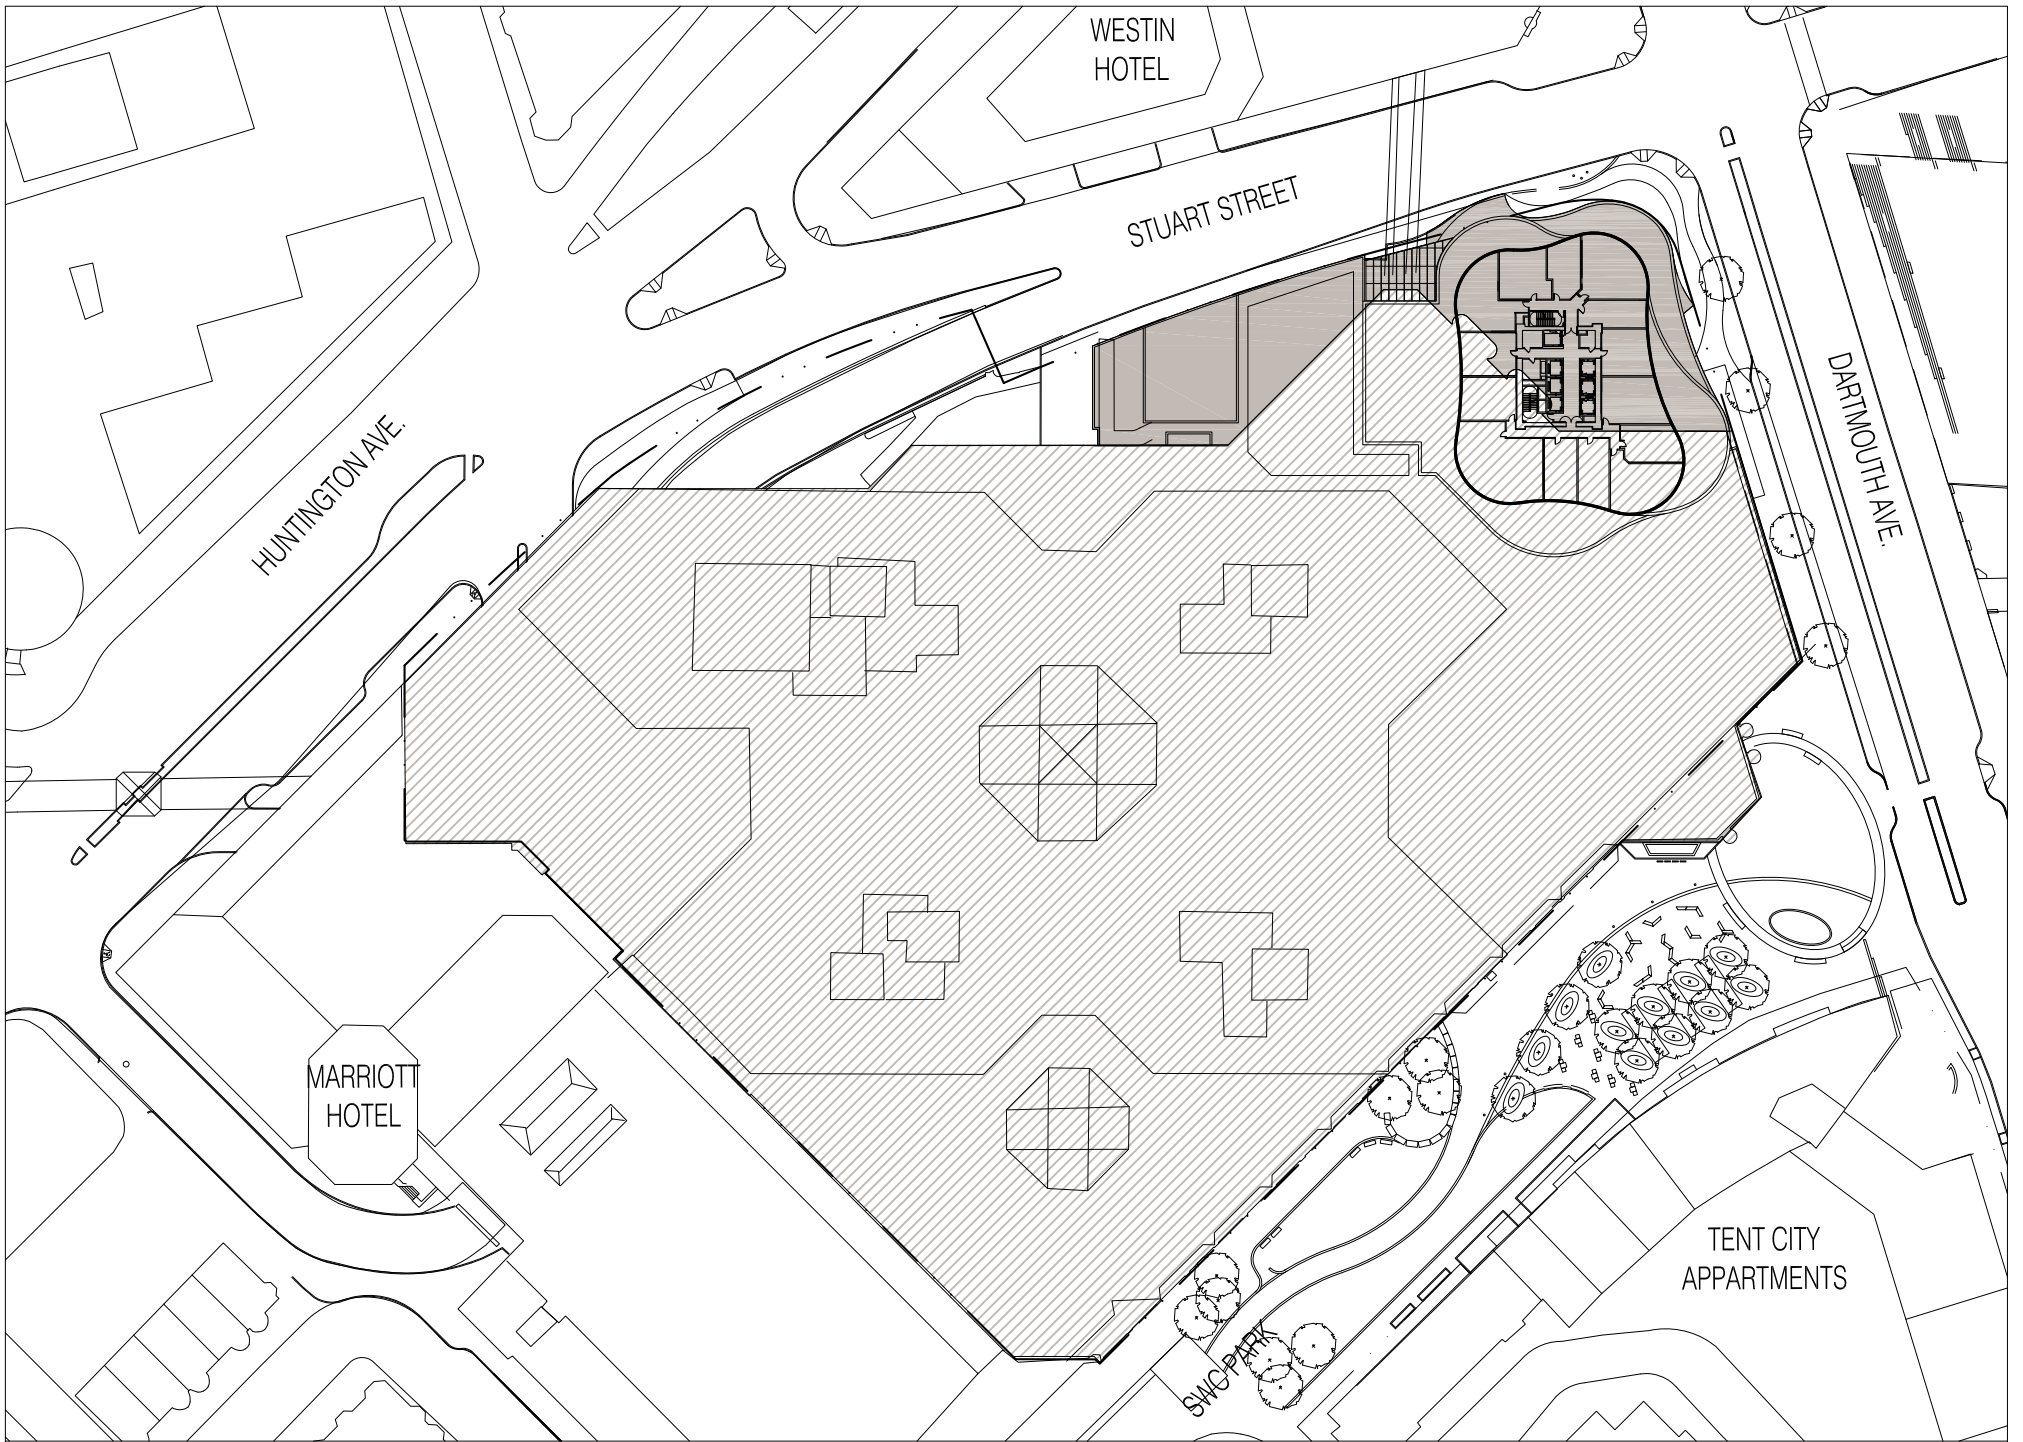 WESTIN
HOTEL
STUART STREET
HUNTINGTON AVE.
DARTMOUTH AVE.
MARRIOTT
HOTEL
TENT CITY
APPARTMENTS
SWC PARK